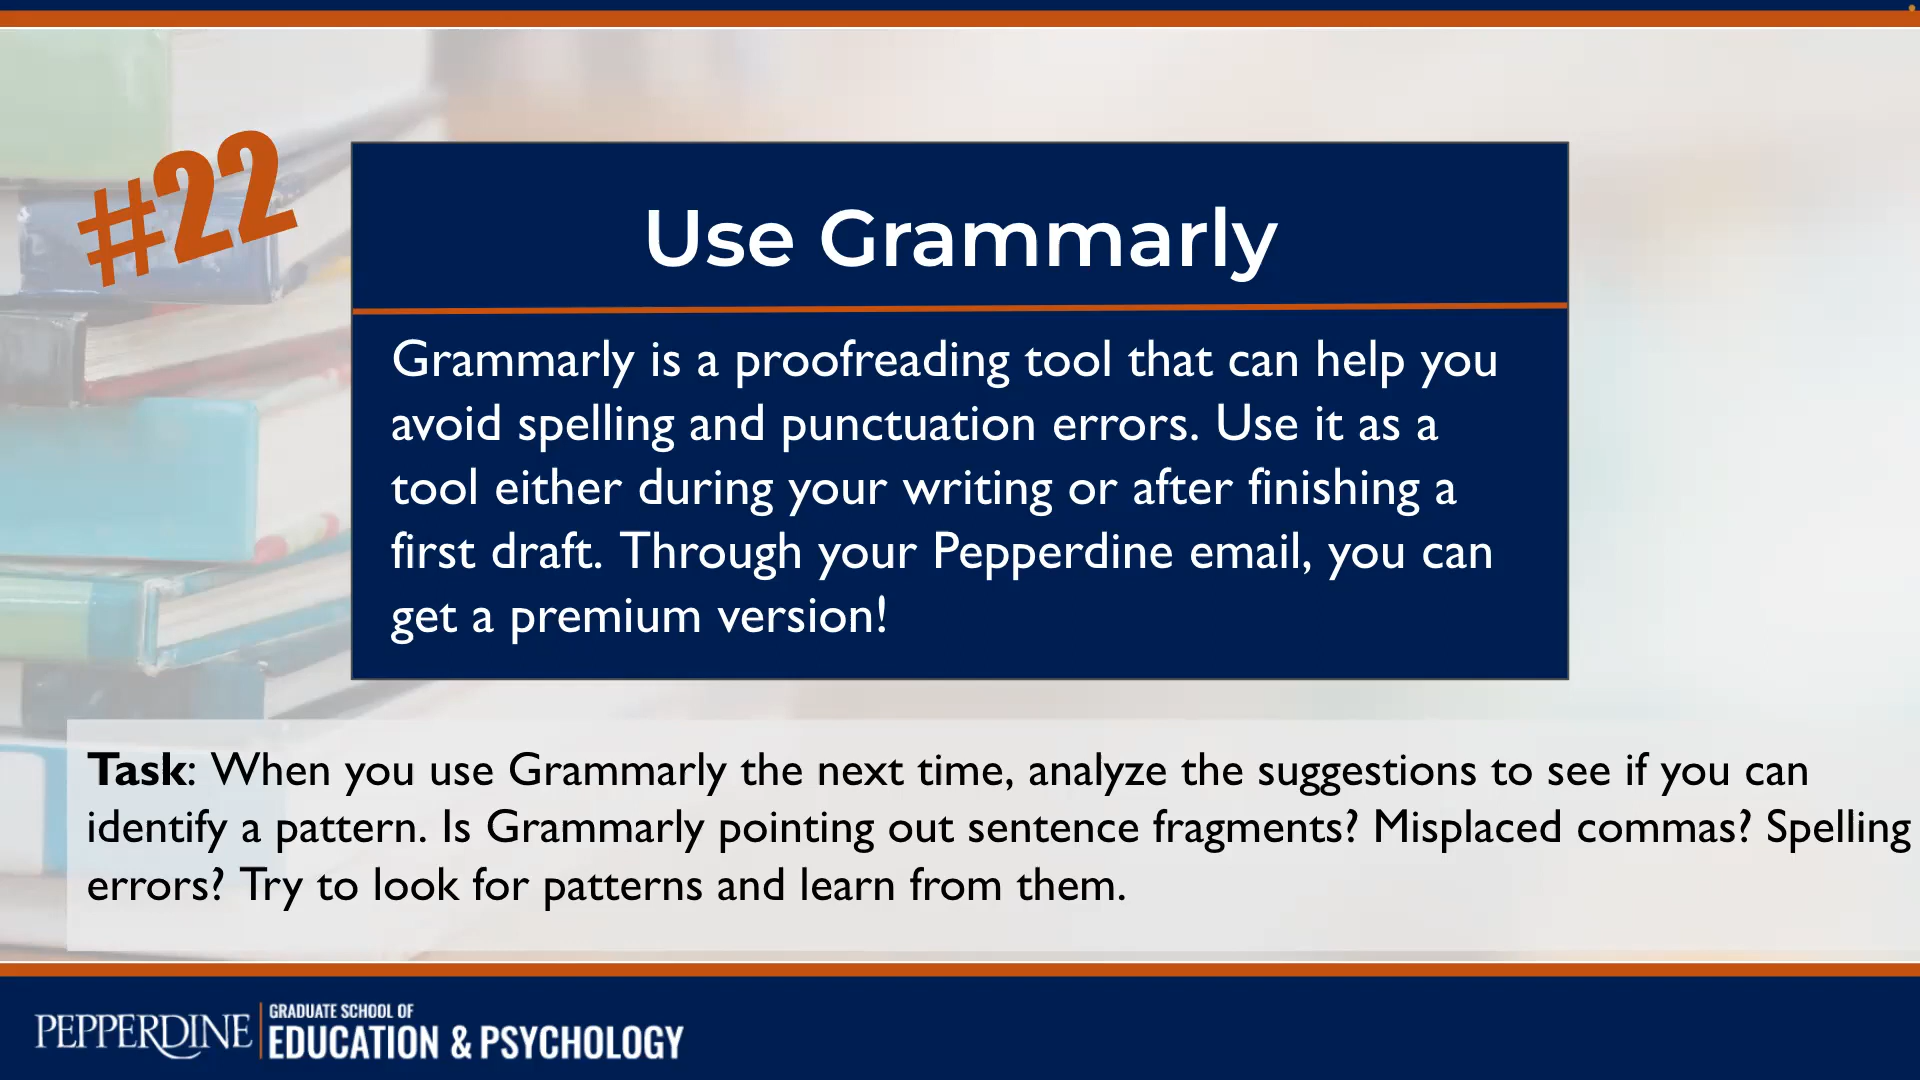 #22
Use Grammarly
Grammarly is a proofreading tool that can help you
avoid spelling and punctuation errors. Use it as a
tool either during your writing or after finishing a
first draft. Through your Pepperdine email, you can
get a premium version!
Task: When you use Grammarly the next time, analyze the suggestions to see if you can
identify a pattern. Is Grammarly pointing out sentence fragments? Misplaced commas? Spelling
errors? Try to look for patterns and learn from them.
PEPPERDINE
GRADUATE SCHOOL OF
EDUCATION & PSYCHOLOGY